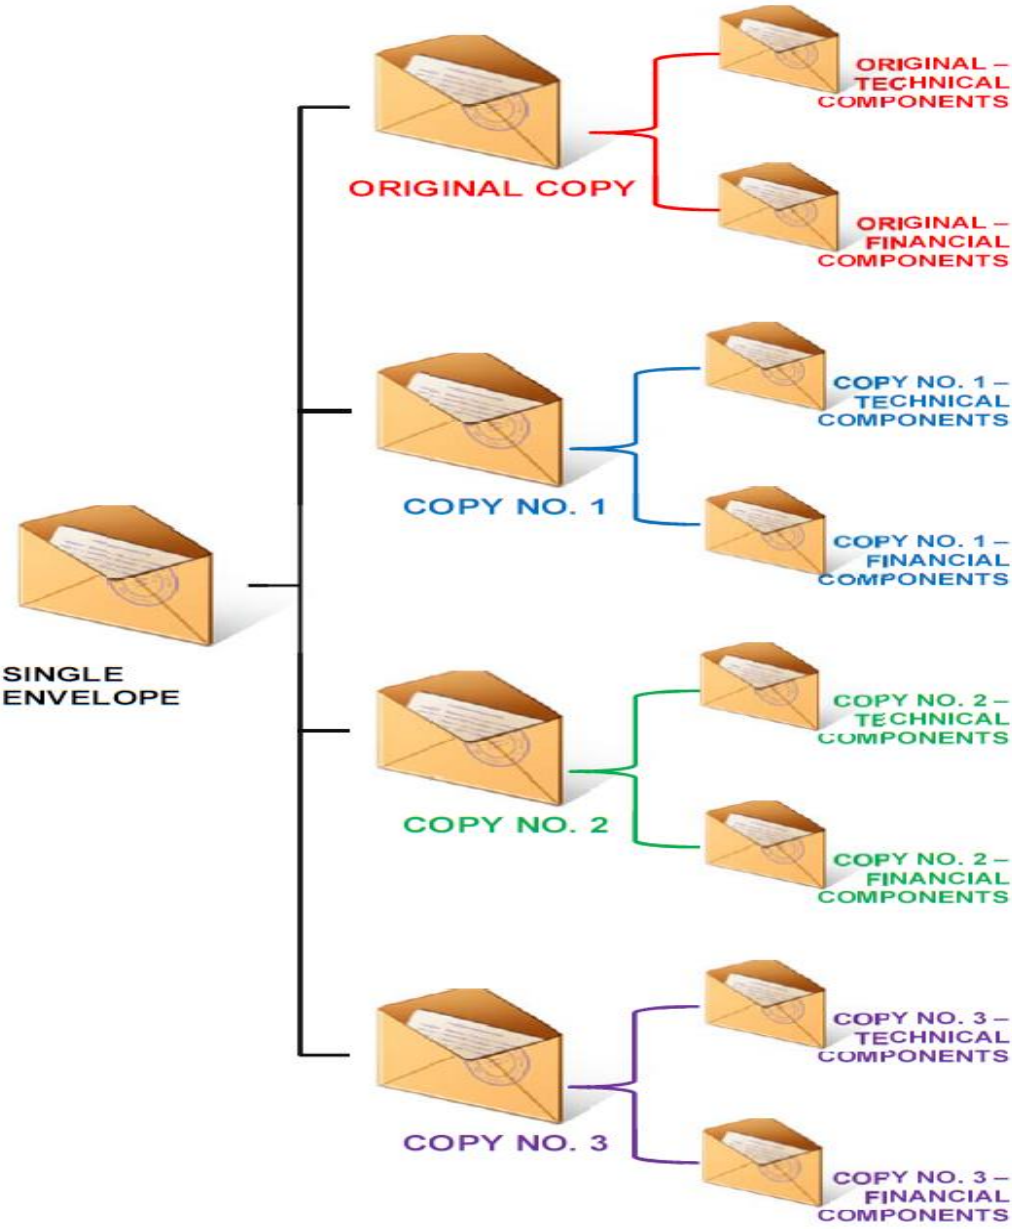 ORIGINAL –
TECHNICAL
COMPONENTS
ORIGINAL COPY
ORIGINAL –
FINANCIAL
COMPONENTS
COPY NO. 1 –
TECHNICAL
COMPONENTS
COPY NO. 1
COPY NO. 1 –
FINANCIAL
COMPONENTS
SINGLE
ENVELOPE
COPY NO. 2 –
TECHNICAL
COMPONENTS
COPY NO. 2
COPY NO. 2 –
FINANCIAL
COMPONENTS
COPY NO. 3 –
TECHNICAL
COMPONENTS
COPY NO. 3
COPY NO. 3 –
FINANCIAL
COMPONENTS